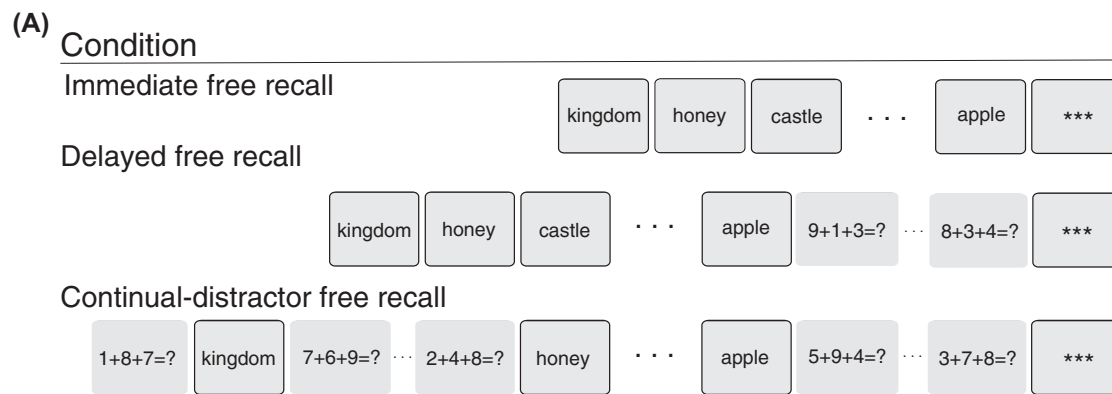 (A)
Condition
Immediate free recall
kingdom honey castle . . . apple ***
Delayed free recall
kingdom honey castle . . . apple 9+1+3=? ... 8+3+4=? ***
Continual-distractor free recall
1+8+7=? kingdom 7+6+9=? ... 2+4+8=? honey . . . apple 5+9+4=? ... 3+7+8=? ***